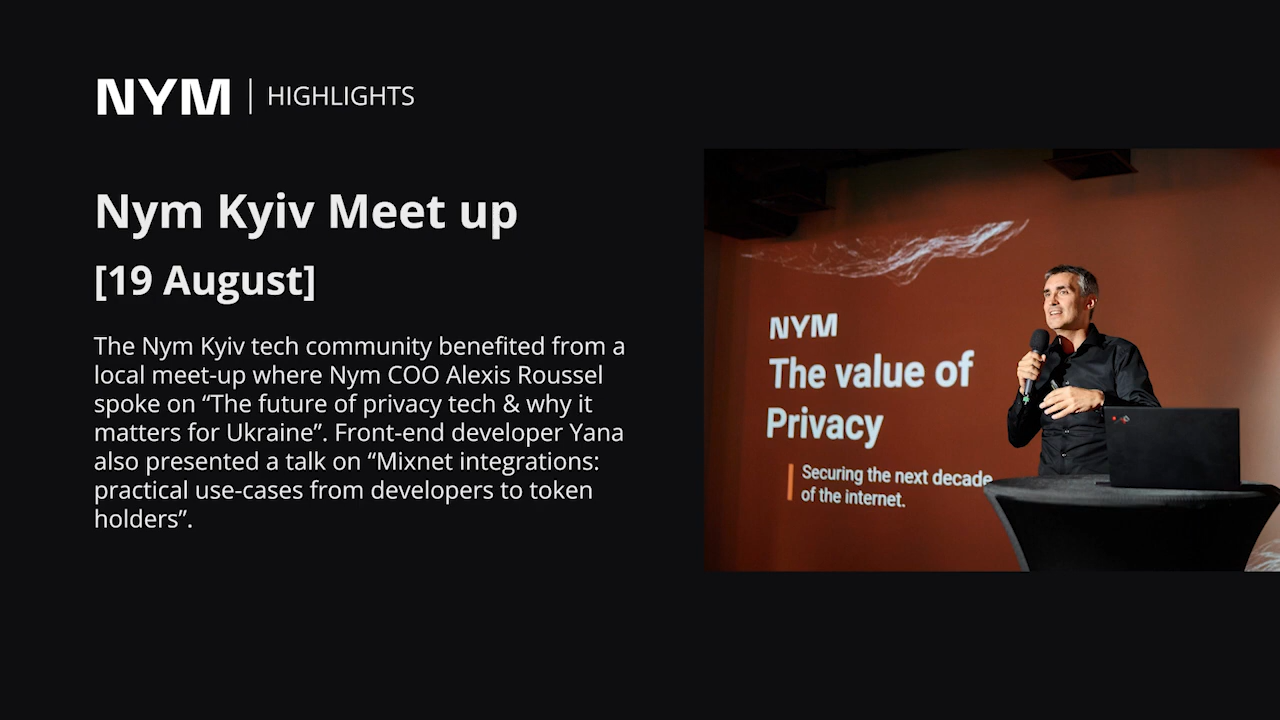 NYM | HIGHLIGHTS
Nym Kyiv Meet up
[19 August]
The Nym Kyiv tech community benefited from a
local meet-up where Nym COO Alexis Roussel
spoke on “The future of privacy tech & why it
matters for Ukraine”. Front-end developer Yana
also presented a talk on “Mixnet integrations:
practical use-cases from developers to token
holders”.
NYM
The value of
Privacy
Securing the next decade
of the internet.